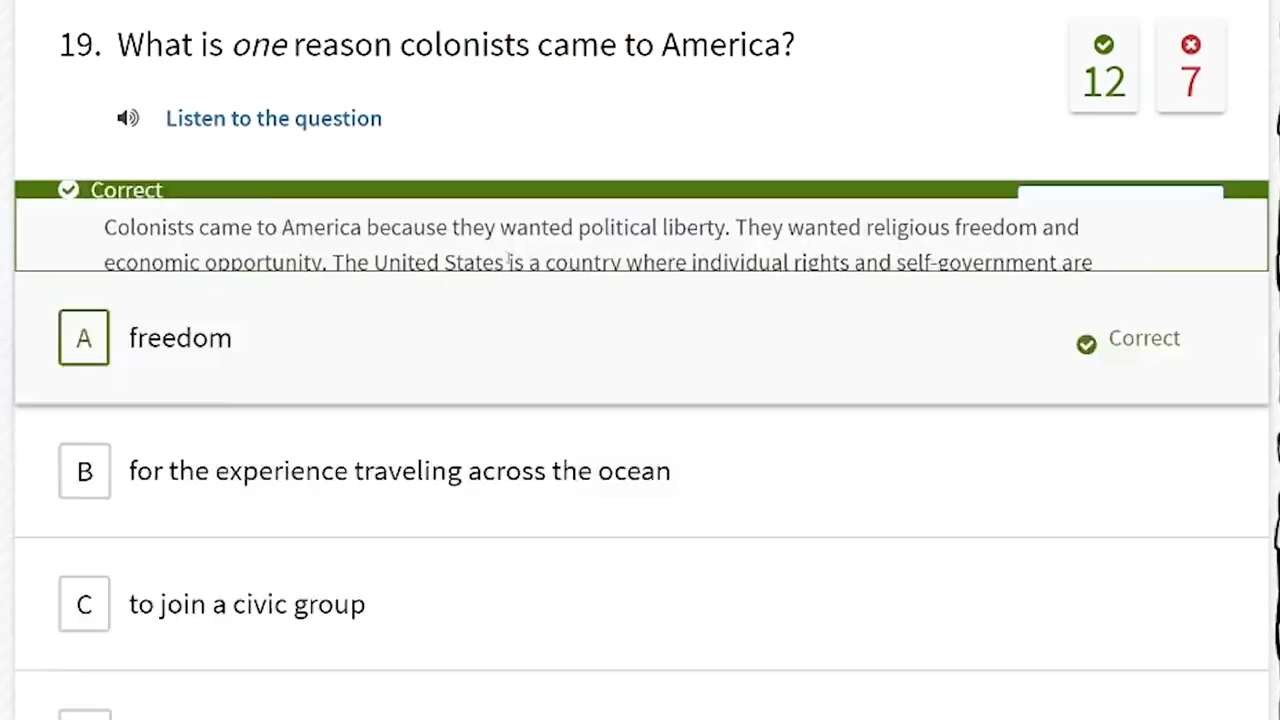 19. What is one reason colonists came to America?
12
7
Listen to the question
Correct
Colonists came to America because they wanted political liberty. They wanted religious freedom and
economic opportunity. The United States is a country where individual rights and self-government are
A freedom
Correct
B for the experience traveling across the ocean
C to join a civic group